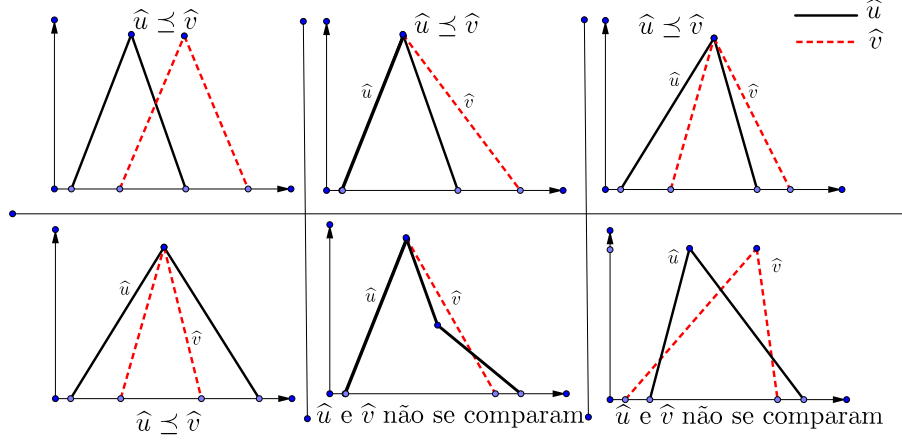 û ⪯ v̂
û ⪯ v̂
û ⪯ v̂
û
v̂
û
v̂
û
v̂
û
v̂
û ⪯ v̂
û
v̂
û e v̂ não se comparam
û
v̂
û e v̂ não se comparam